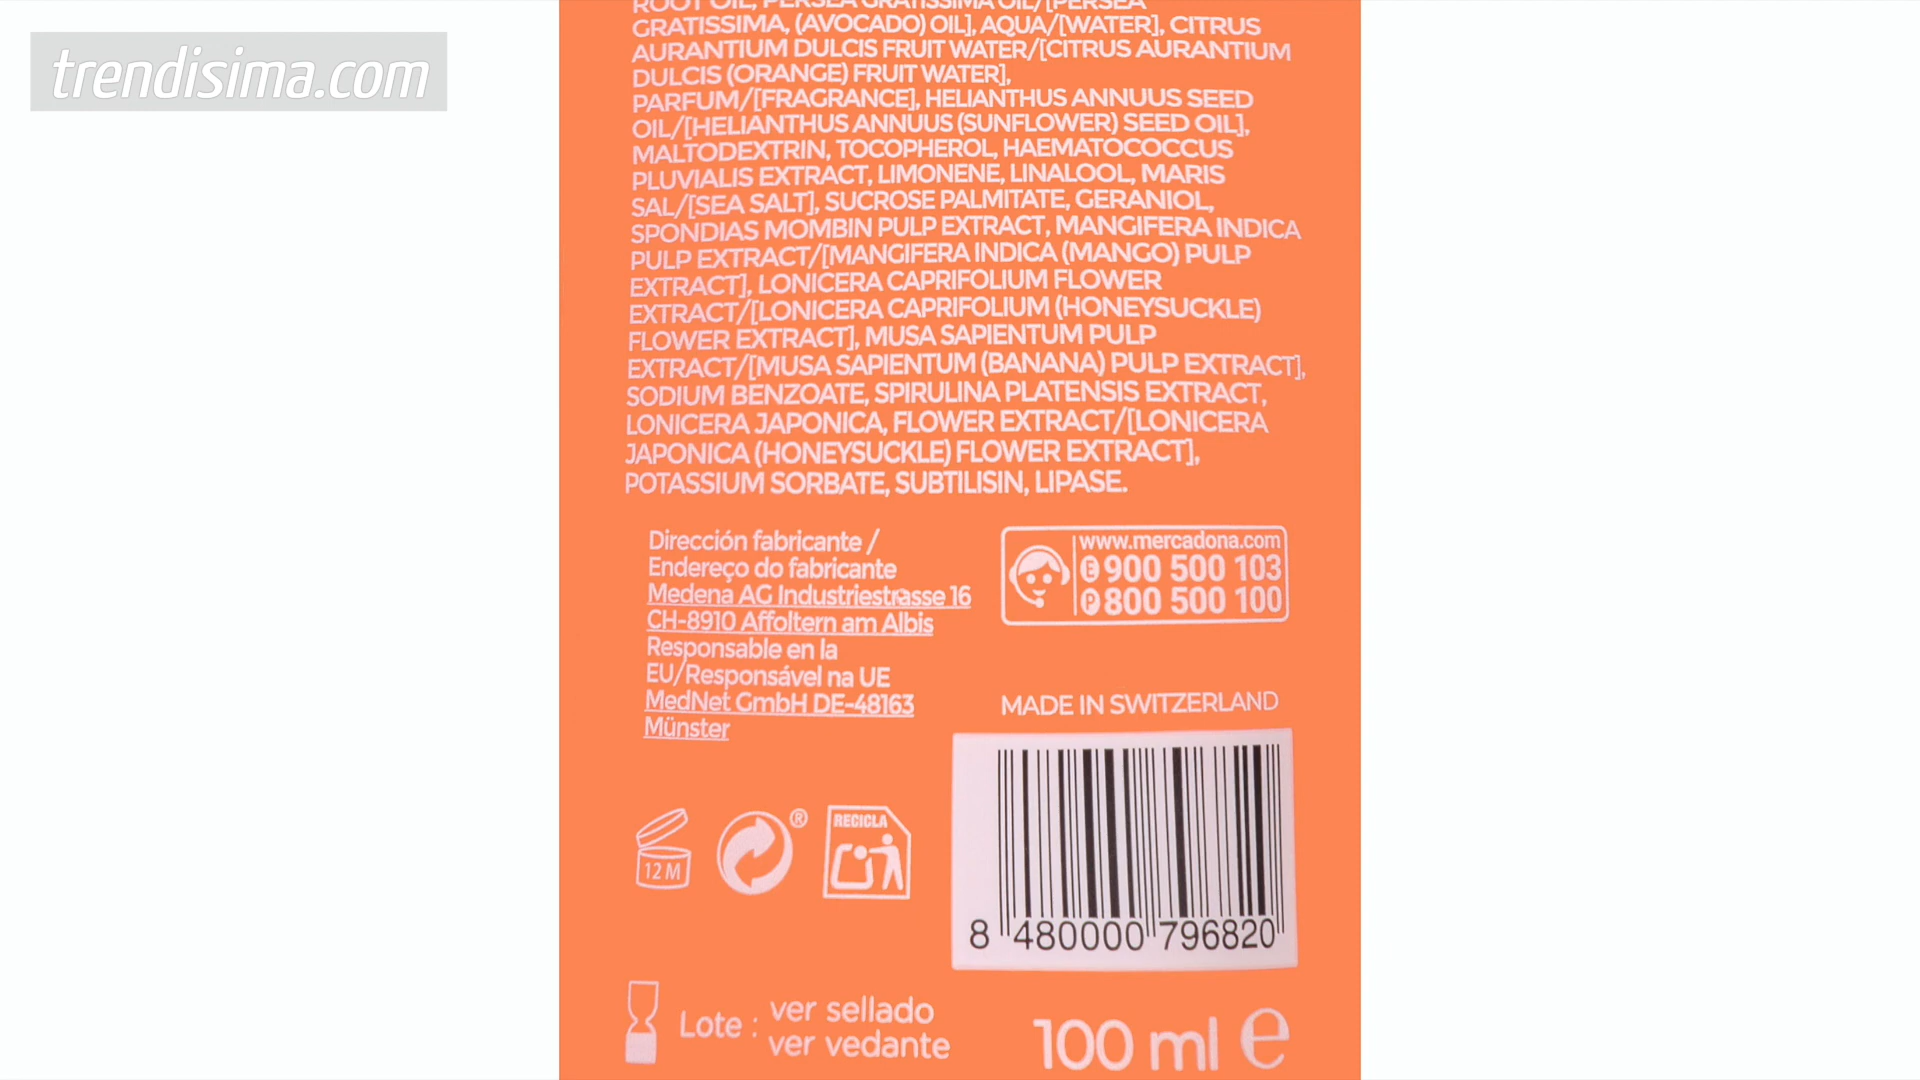 trendisima.com
ROOT OIL, PERSEA GRATISSIMA OIL/[PERSEA
GRATISSIMA, (AVOCADO) OIL], AQUA/[WATER], CITRUS
AURANTIUM DULCIS FRUIT WATER/[CITRUS AURANTIUM
DULCIS (ORANGE) FRUIT WATER],
PARFUM/[FRAGRANCE], HELIANTHUS ANNUUS SEED
OIL/[HELIANTHUS ANNUUS (SUNFLOWER) SEED OIL],
MALTODEXTRIN, TOCOPHEROL, HAEMATOCOCCUS
PLUVIALIS EXTRACT, LIMONENE, LINALOOL, MARIS
SAL/[SEA SALT], SUCROSE PALMITATE, GERANIOL,
SPONDIAS MOMBIN PULP EXTRACT, MANGIFERA INDICA
PULP EXTRACT/[MANGIFERA INDICA (MANGO) PULP
EXTRACT], LONICERA CAPRIFOLIUM FLOWER
EXTRACT/[LONICERA CAPRIFOLIUM (HONEYSUCKLE)
FLOWER EXTRACT], MUSA SAPIENTUM PULP
EXTRACT/[MUSA SAPIENTUM (BANANA) PULP EXTRACT],
SODIUM BENZOATE, SPIRULINA PLATENSIS EXTRACT,
LONICERA JAPONICA, FLOWER EXTRACT/[LONICERA
JAPONICA (HONEYSUCKLE) FLOWER EXTRACT],
POTASSIUM SORBATE, SUBTILISIN, LIPASE.
Dirección fabricante /
Endereço do fabricante
Medena AG Industriestrasse 16
CH-8910 Affoltern am Albis
Responsable en la
EU/Responsável na UE
MedNet GmbH DE-48163
Münster
www.mercadona.com
E 900 500 103
P 800 500 100
MADE IN SWITZERLAND
12 M
®
RECICLA
8 480000 796820
Lote : ver sellado
ver vedante
100 ml e